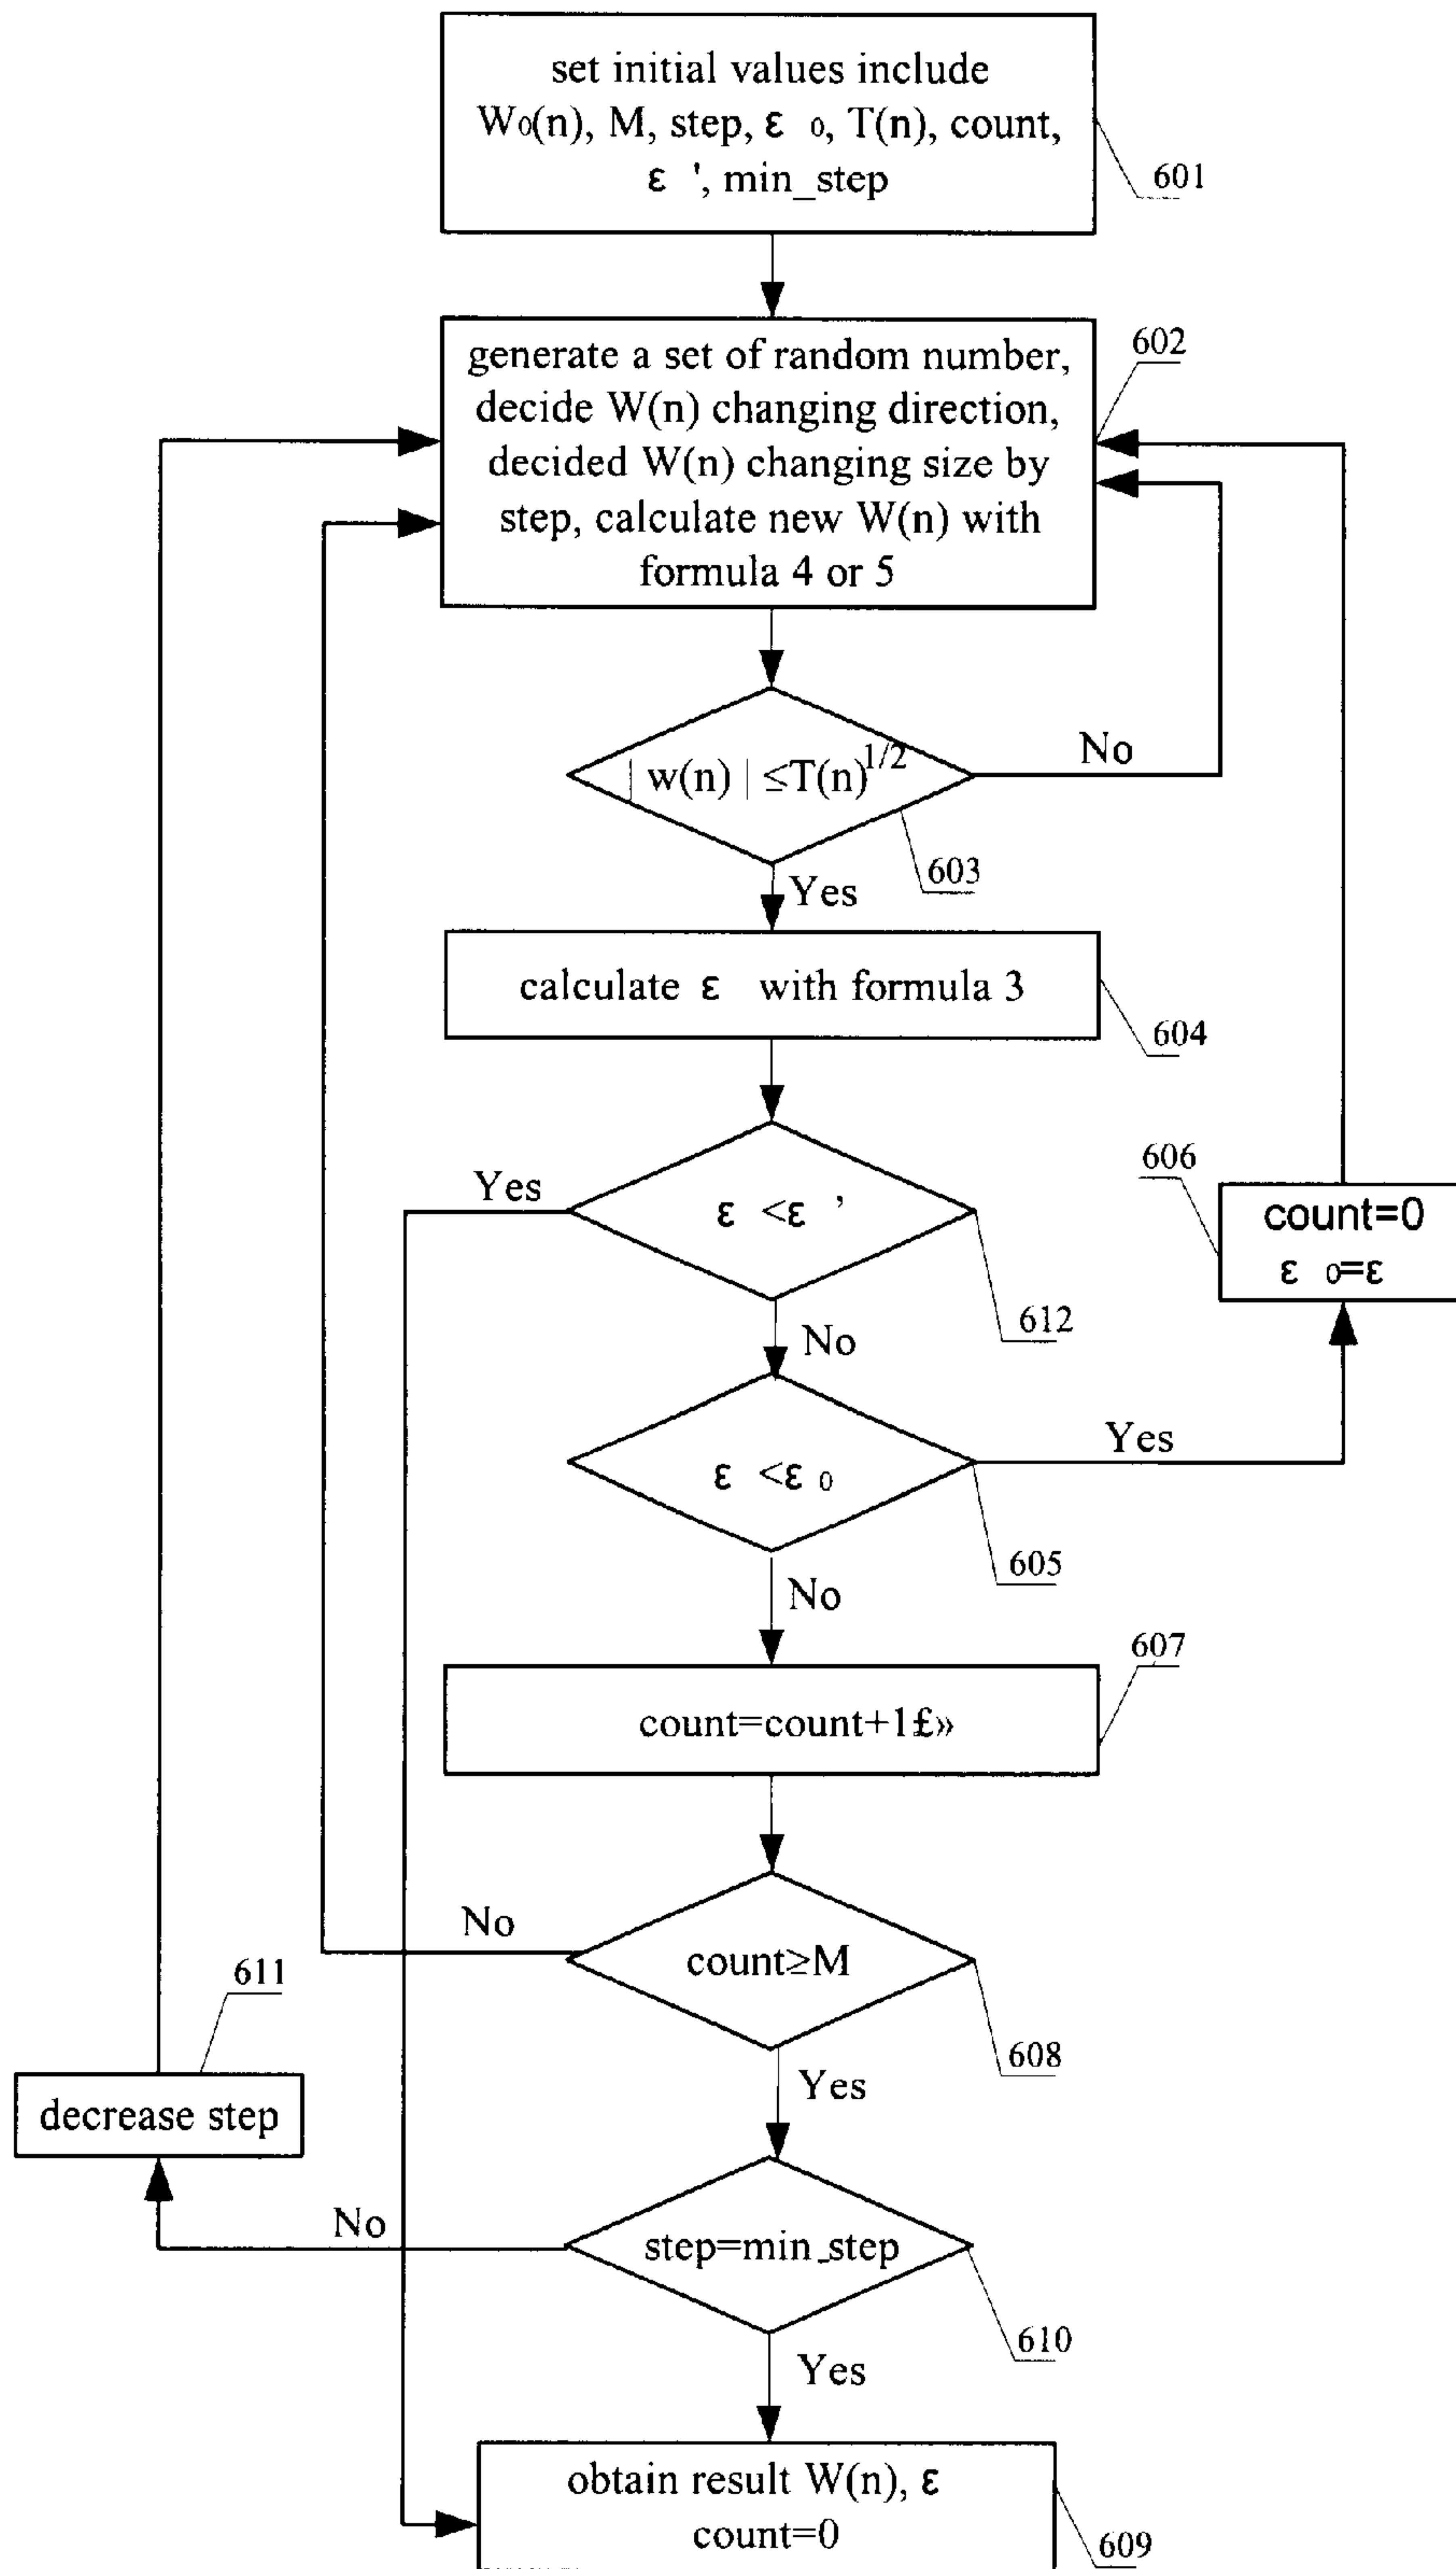 set initial values include
W₀(n), M, step, ε ₀, T(n), count,
ε ', min_step
601
generate a set of random number,
decide W(n) changing direction,
decided W(n) changing size by
step, calculate new W(n) with
formula 4 or 5
602
| w(n) | ≤T(n)^1/2
No
603
Yes
calculate ε with formula 3
604
Yes
ε <ε ’
606
count=0
ε ₀=ε
612
No
ε <ε ₀
Yes
605
No
607
count=count+1£»
No
count≥M
611
608
Yes
decrease step
No
step=min_step
610
Yes
obtain result W(n), ε
count=0
609